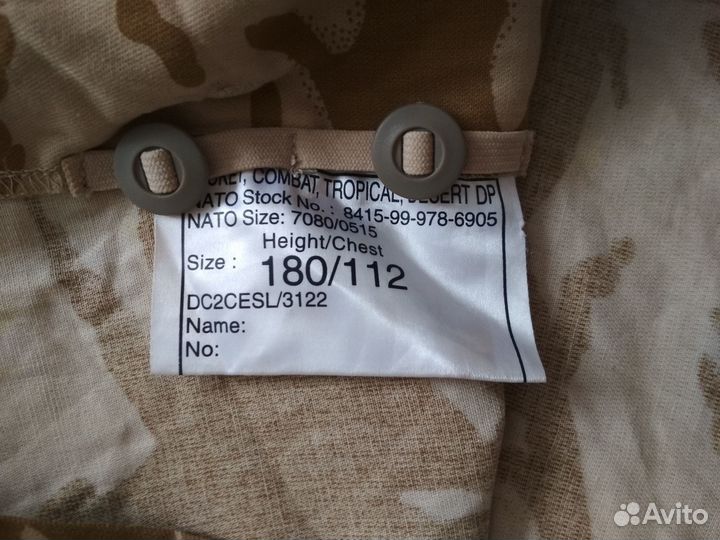 COMBAT, TROPICAL, DESERT DP
NATO Stock No.: 8415-99-978-6905
NATO Size: 7080/0515
Height/Chest
Size: 180/112
DC2CESL/3122
Name:
No:
Avito